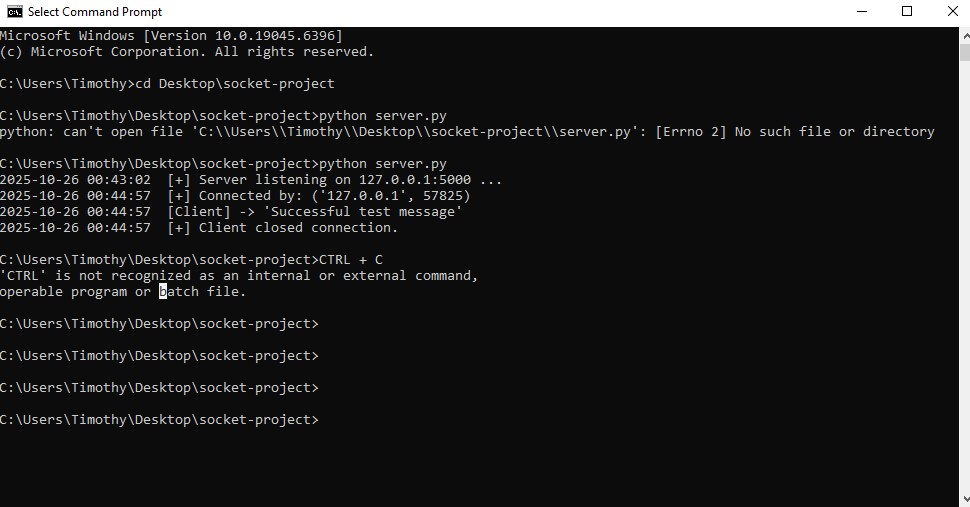 Select Command Prompt
Microsoft Windows [Version 10.0.19045.6396]
(c) Microsoft Corporation. All rights reserved.
C:\Users\Timothy>cd Desktop\socket-project
C:\Users\Timothy\Desktop\socket-project>python server.py
python: can't open file 'C:\\Users\\Timothy\\Desktop\\socket-project\\server.py': [Errno 2] No such file or directory
C:\Users\Timothy\Desktop\socket-project>python server.py
2025-10-26 00:43:02  [+] Server listening on 127.0.0.1:5000 ...
2025-10-26 00:44:57  [+] Connected by: ('127.0.0.1', 57825)
2025-10-26 00:44:57  [Client] -> 'Successful test message'
2025-10-26 00:44:57  [+] Client closed connection.
C:\Users\Timothy\Desktop\socket-project>CTRL + C
'CTRL' is not recognized as an internal or external command,
operable program or batch file.
C:\Users\Timothy\Desktop\socket-project>
C:\Users\Timothy\Desktop\socket-project>
C:\Users\Timothy\Desktop\socket-project>
C:\Users\Timothy\Desktop\socket-project>